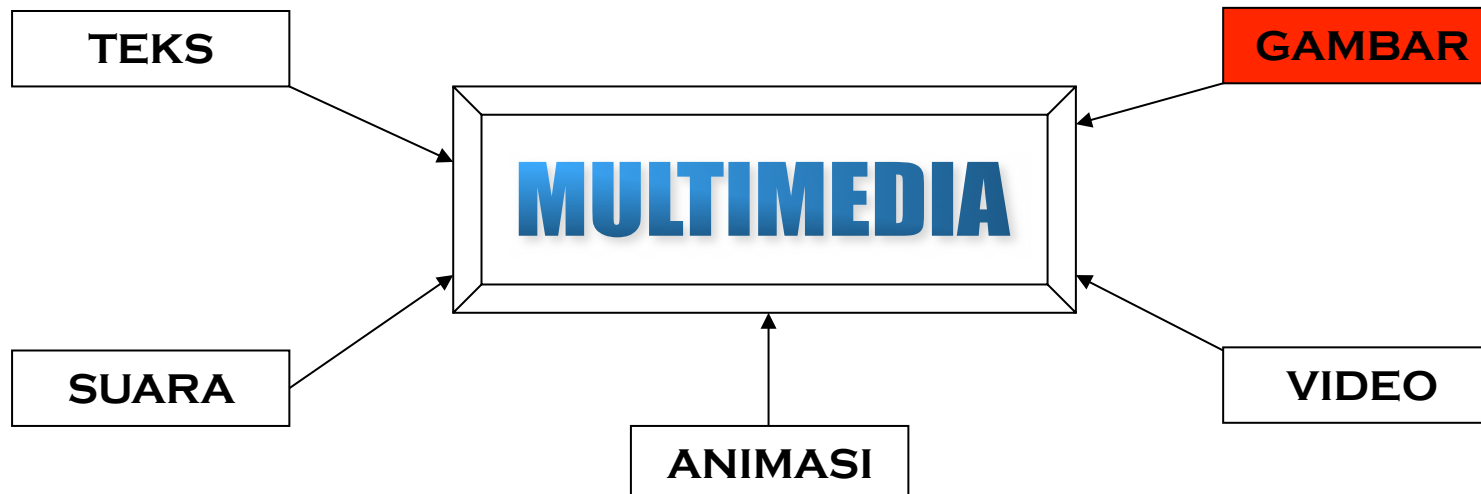 TEKS
GAMBAR
MULTIMEDIA
SUARA
VIDEO
ANIMASI